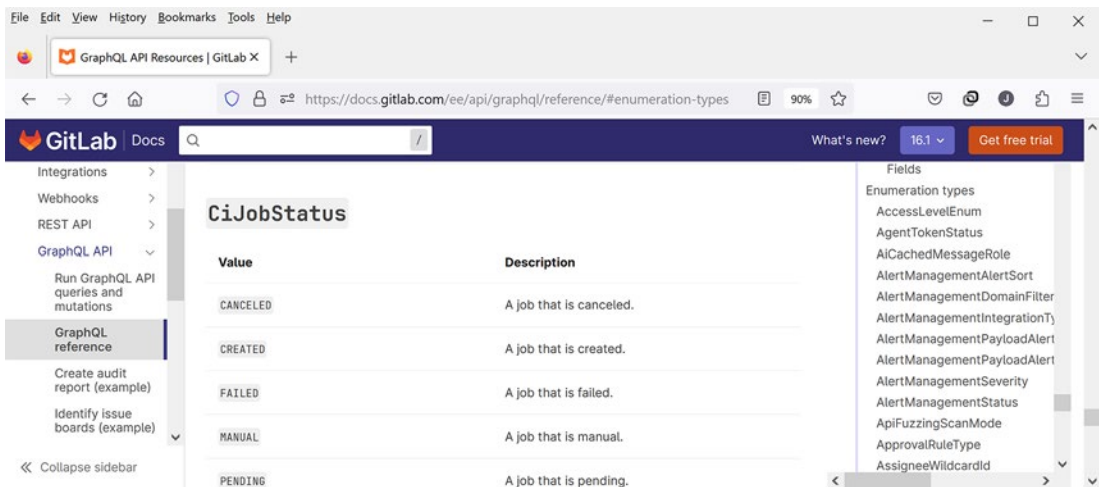 File Edit View History Bookmarks Tools Help
GraphQL API Resources | GitLab
https://docs.gitlab.com/ee/api/graphql/reference/#enumeration-types
90%
J
GitLab Docs
/
What's new?
16.1
Get free trial
Integrations
Webhooks
REST API
GraphQL API
Run GraphQL API
queries and
mutations
GraphQL
reference
Create audit
report (example)
Identify issue
boards (example)
Collapse sidebar
CiJobStatus
Value Description
CANCELED A job that is canceled.
CREATED A job that is created.
FAILED A job that is failed.
MANUAL A job that is manual.
PENDING A job that is pending.
Fields
Enumeration types
AccessLevelEnum
AgentTokenStatus
AiCachedMessageRole
AlertManagementAlertSort
AlertManagementDomainFilter
AlertManagementIntegrationTy
AlertManagementPayloadAlert
AlertManagementPayloadAlert
AlertManagementSeverity
AlertManagementStatus
ApiFuzzingScanMode
ApprovalRuleType
AssigneeWildcardId